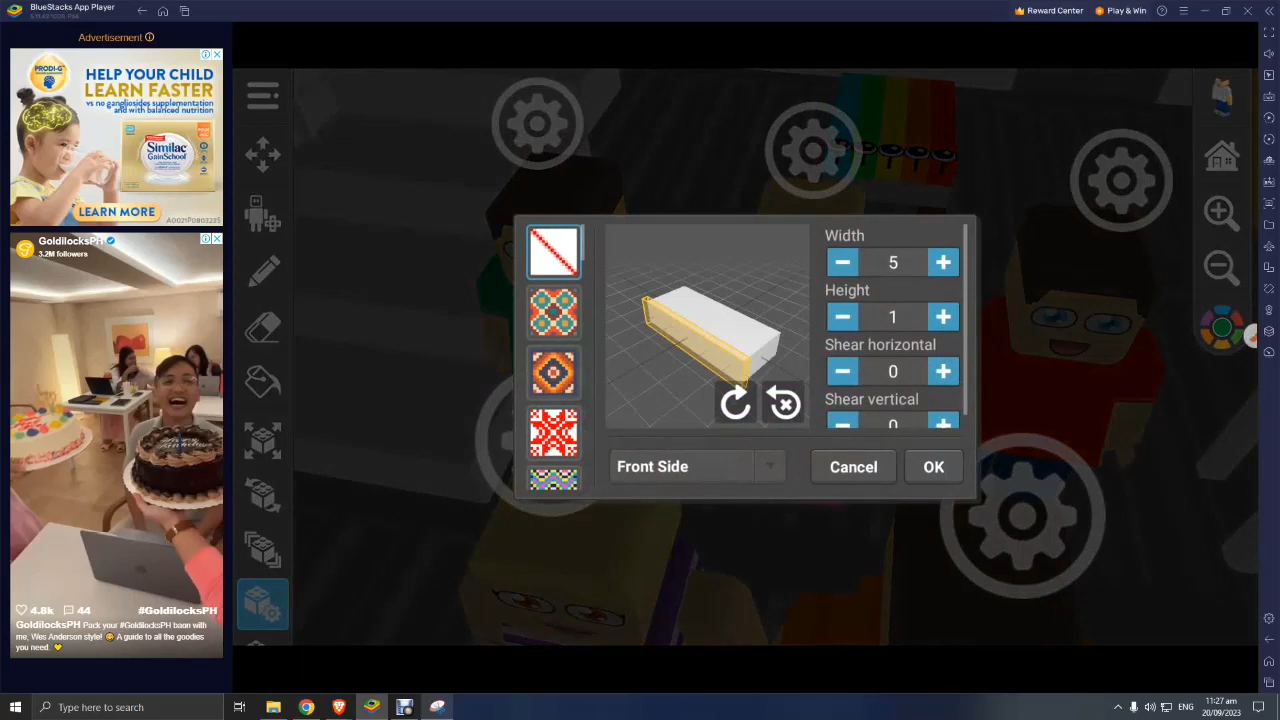 BlueStacks App Player
Reward Center
Play & Win
Advertisement
PRODI-G
HELP YOUR CHILD
LEARN FASTER
vs no gangliosides supplementation
and with balanced nutrition
Similac
GainSchool
LEARN MORE
GoldilocksPH
3.2M followers
4.8k
44
#GoldilocksPH
GoldilocksPH Pack your #GoldilocksPH baon with
me, Wes Anderson style! A guide to all the goodies
you need.
Width
5
Height
1
Shear horizontal
0
Shear vertical
0
Front Side
Cancel
OK
Type here to search
ENG
11:27 am
20/09/2023